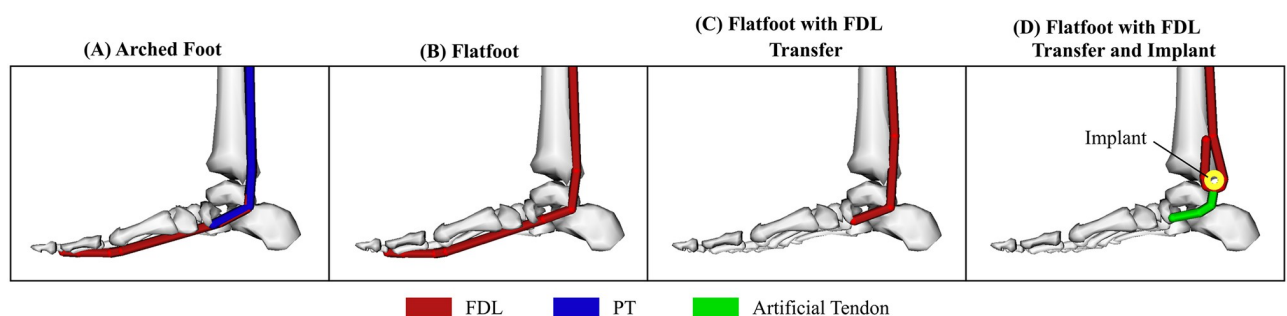 (A) Arched Foot
(B) Flatfoot
(C) Flatfoot with FDL
Transfer
(D) Flatfoot with FDL
Transfer and Implant
Implant
FDL
PT
Artificial Tendon